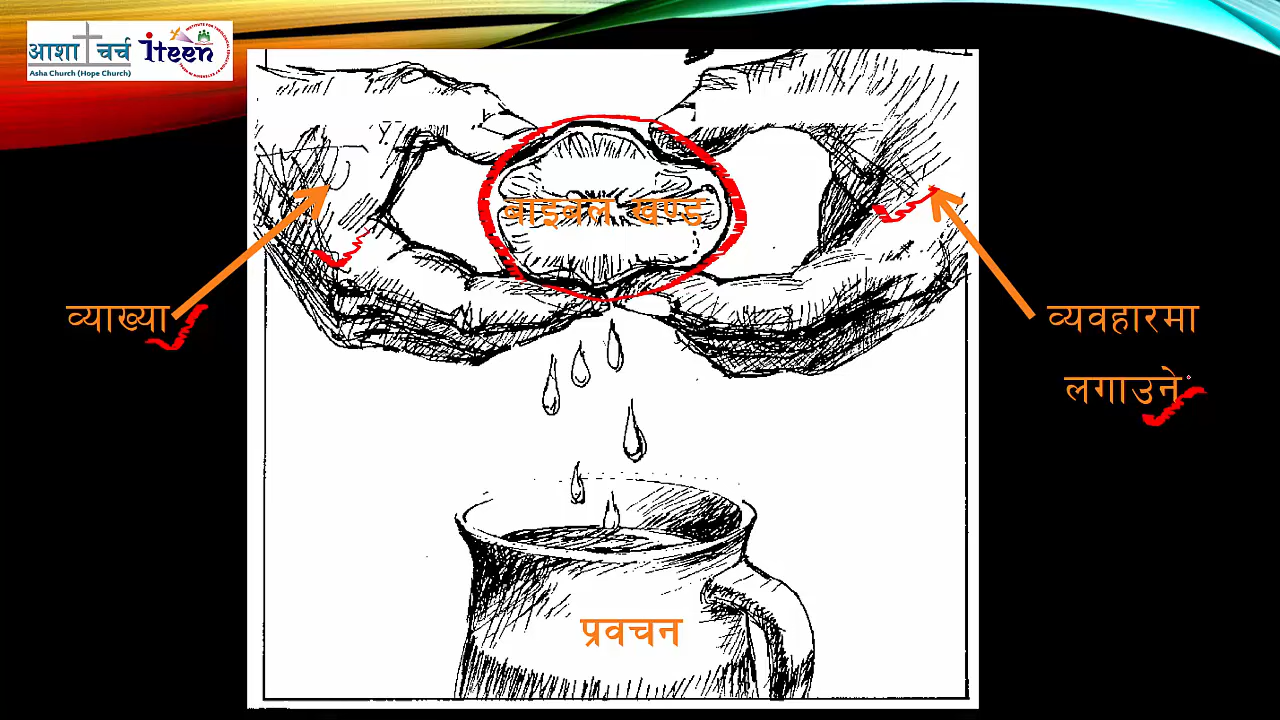 आशा चर्च iteen
Asha Church (Hope Church)
बाइबल खण्ड
व्याख्या
व्यवहारमा
लगाउने
प्रवचन